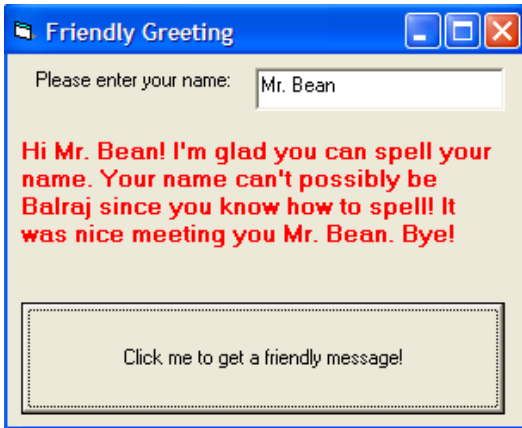 Friendly Greeting
Please enter your name: Mr. Bean
Hi Mr. Bean! I'm glad you can spell your
name. Your name can't possibly be
Balraj since you know how to spell! It
was nice meeting you Mr. Bean. Bye!
Click me to get a friendly message!